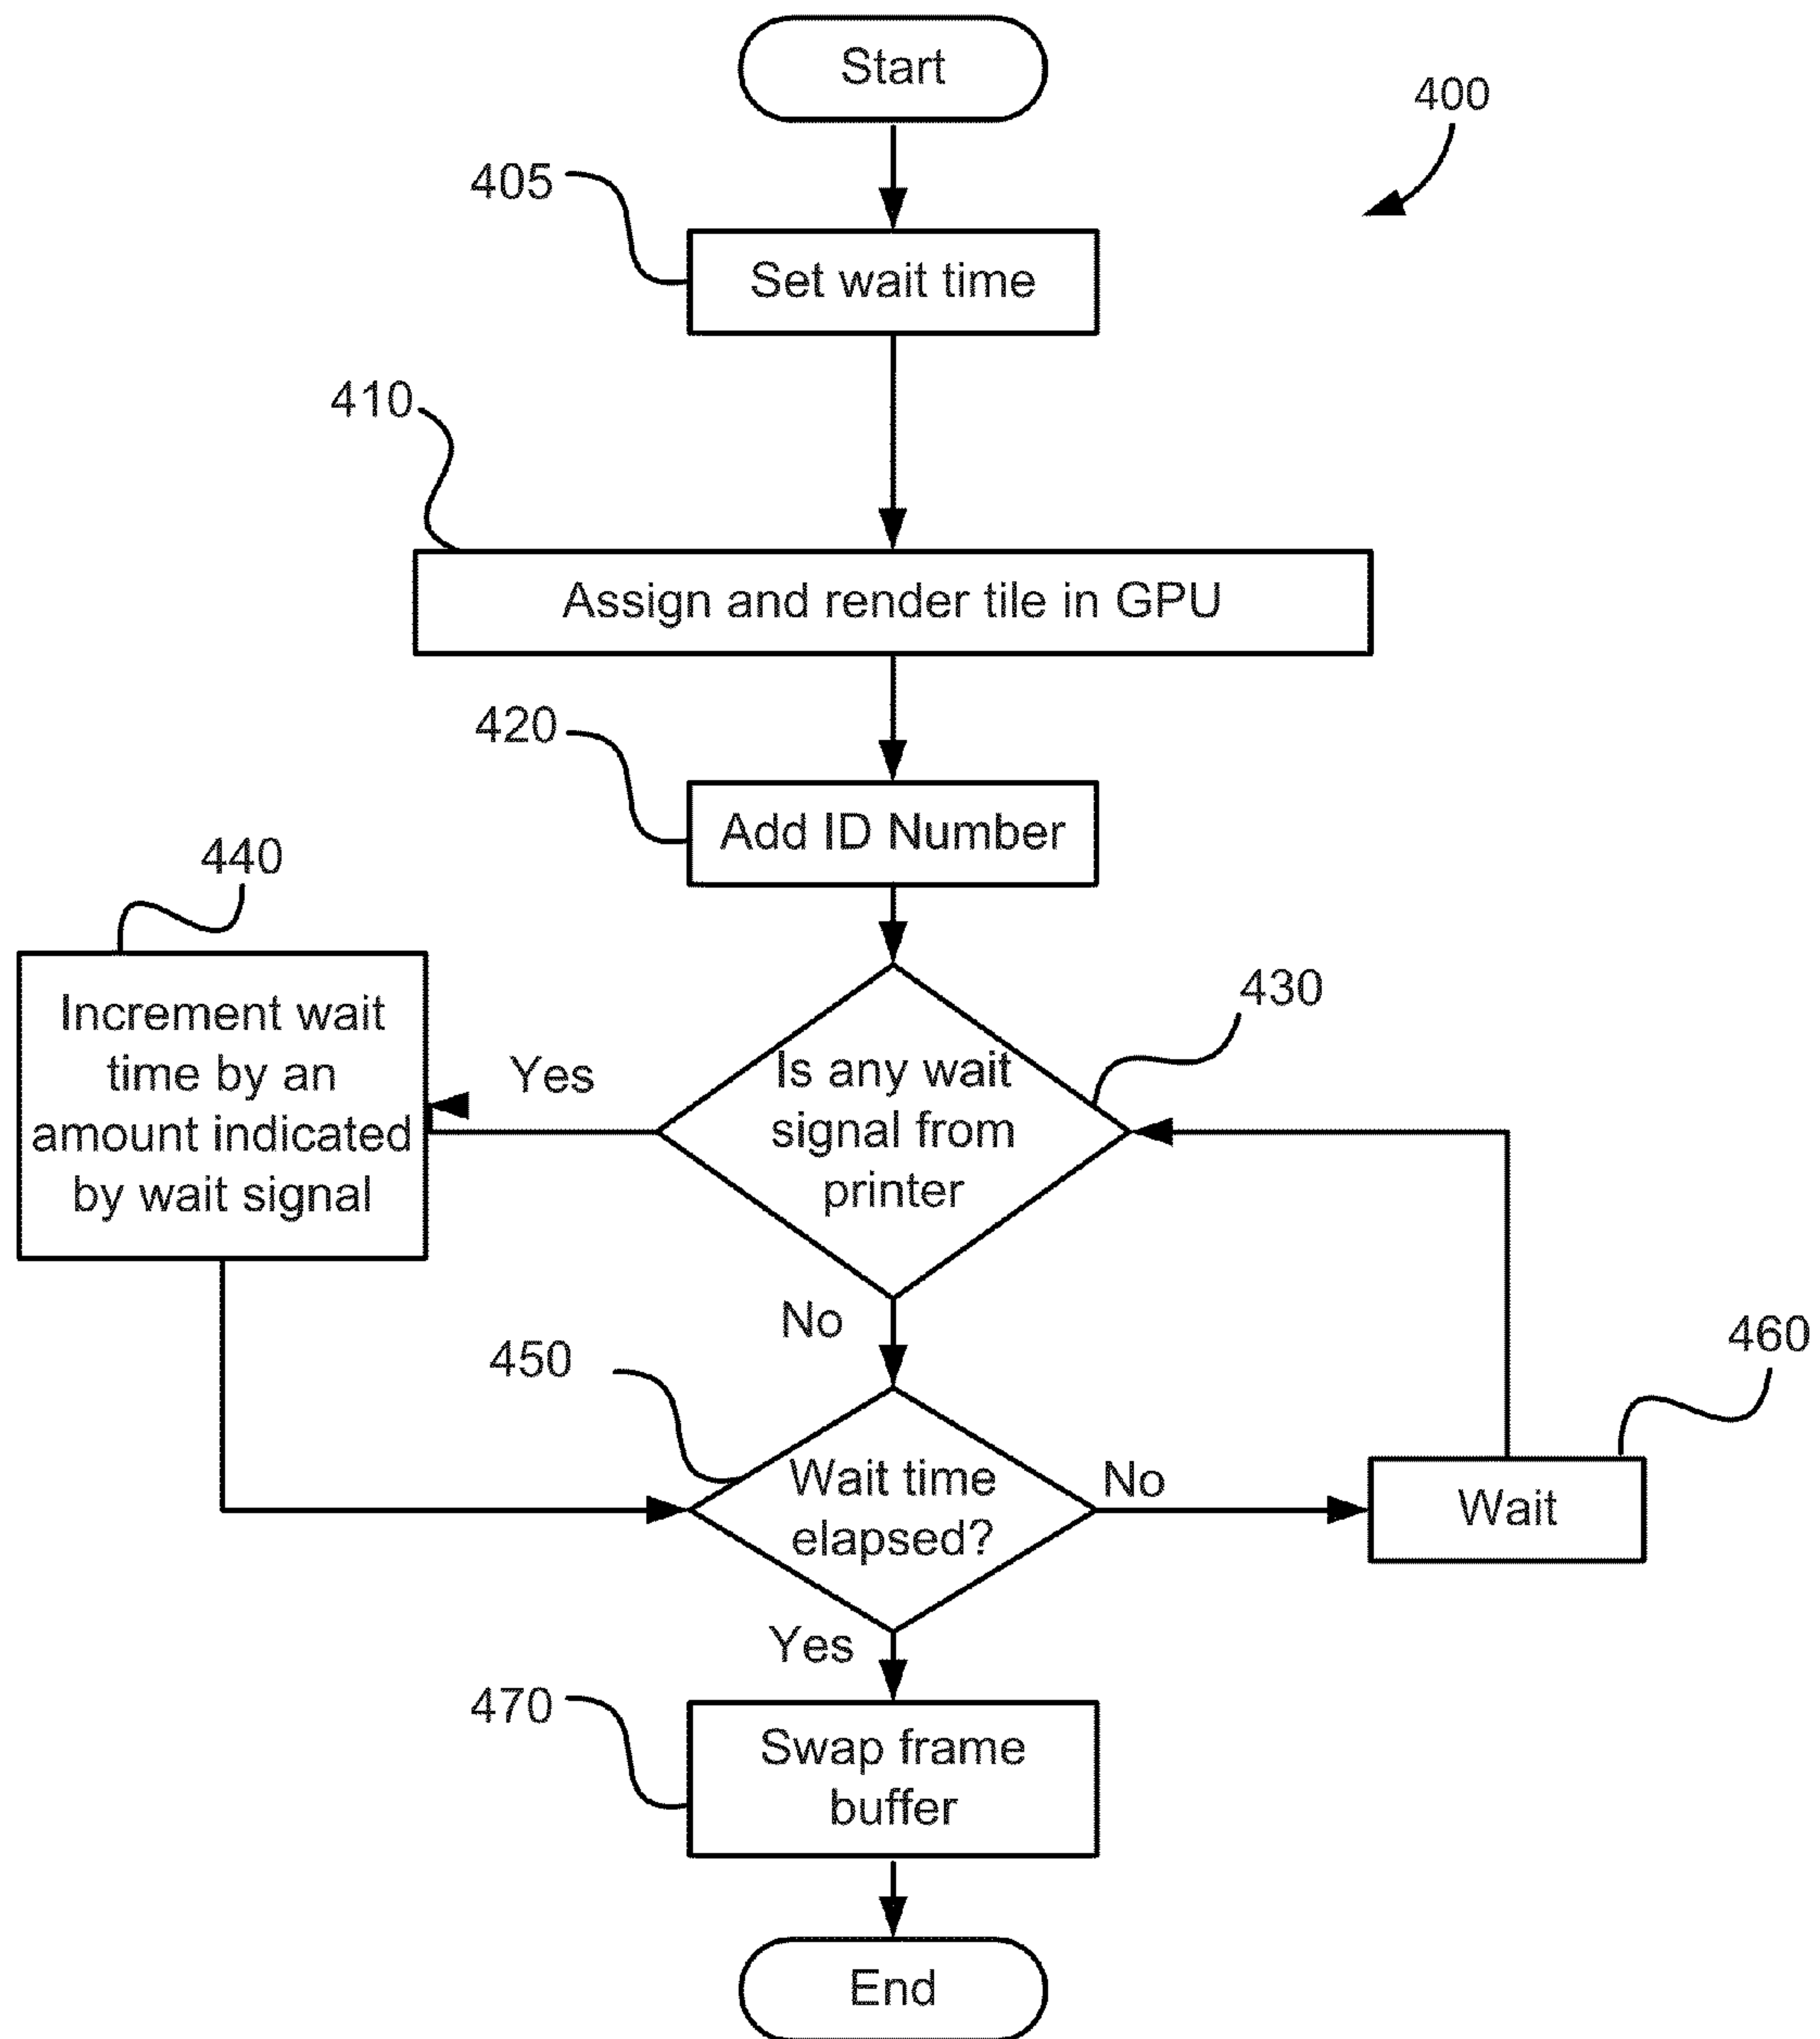 Start
400
405
Set wait time
410
Assign and render tile in GPU
420
Add ID Number
440
430
Increment wait
time by an
amount indicated
by wait signal
Yes
Is any wait
signal from
printer
No
450
460
Wait time
elapsed?
No
Wait
Yes
470
Swap frame
buffer
End